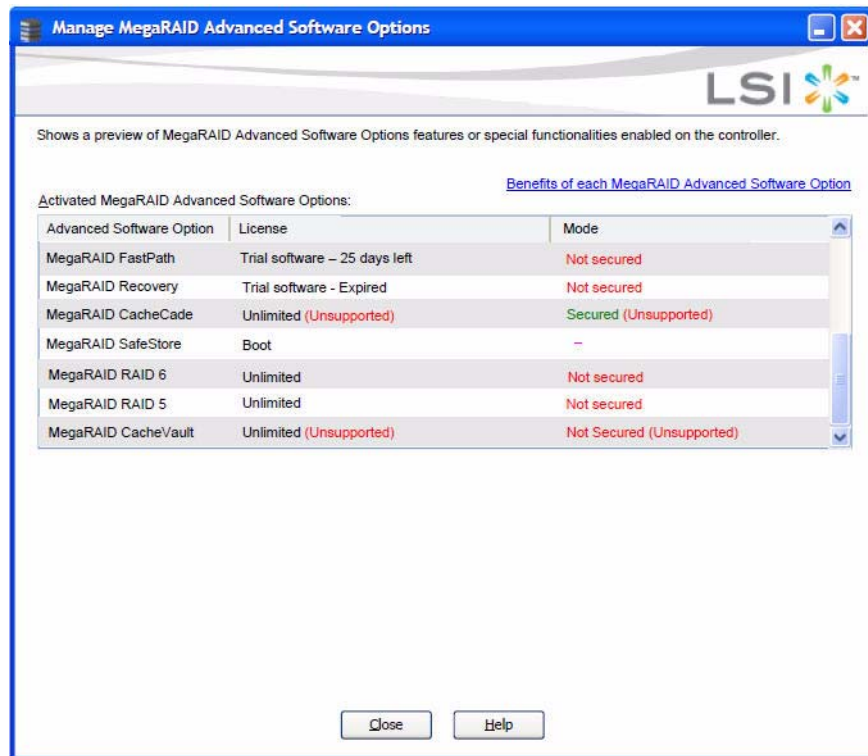 Manage MegaRAID Advanced Software Options
LSI
Shows a preview of MegaRAID Advanced Software Options features or special functionalities enabled on the controller.
Benefits of each MegaRAID Advanced Software Option
Activated MegaRAID Advanced Software Options:
Advanced Software Option License Mode
MegaRAID FastPath Trial software – 25 days left Not secured
MegaRAID Recovery Trial software - Expired Not secured
MegaRAID CacheCade Unlimited (Unsupported) Secured (Unsupported)
MegaRAID SafeStore Boot –
MegaRAID RAID 6 Unlimited Not secured
MegaRAID RAID 5 Unlimited Not secured
MegaRAID CacheVault Unlimited (Unsupported) Not Secured (Unsupported)
Close Help